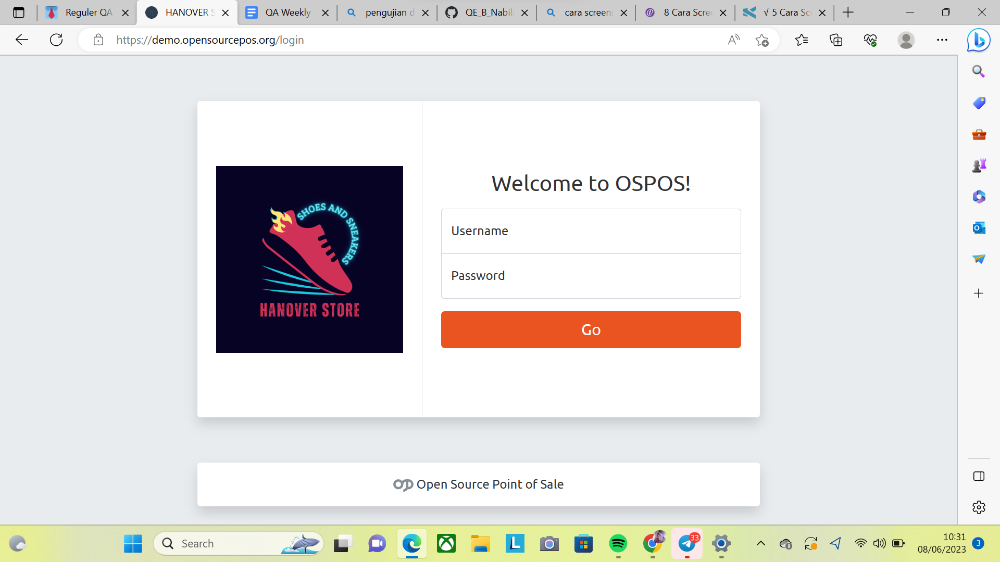 Reguler QA
HANOVER S
QA Weekly
pengujian d
QE_B_Nabil
cara screens
8 Cara Scre
√ 5 Cara Sc
https://demo.opensourcepos.org/login
SHOES AND SNEAKERS
HANOVER STORE
Welcome to OSPOS!
Username
Password
Go
Open Source Point of Sale
Search
33
10:31
08/06/2023
3